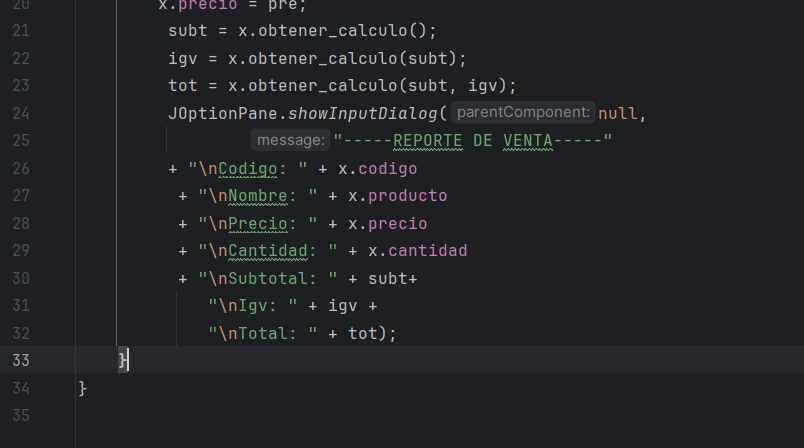 20 x.precio = pre;
21 subt = x.obtener_calculo();
22 igv = x.obtener_calculo(subt);
23 tot = x.obtener_calculo(subt, igv);
24 JOptionPane.showInputDialog( parentComponent: null,
25 message: "-----REPORTE DE VENTA-----"
26 + "\nCodigo: " + x.codigo
27 + "\nNombre: " + x.producto
28 + "\nPrecio: " + x.precio
29 + "\nCantidad: " + x.cantidad
30 + "\nSubtotal: " + subt+
31 "\nIgv: " + igv +
32 "\nTotal: " + tot);
33 }
34 }
35